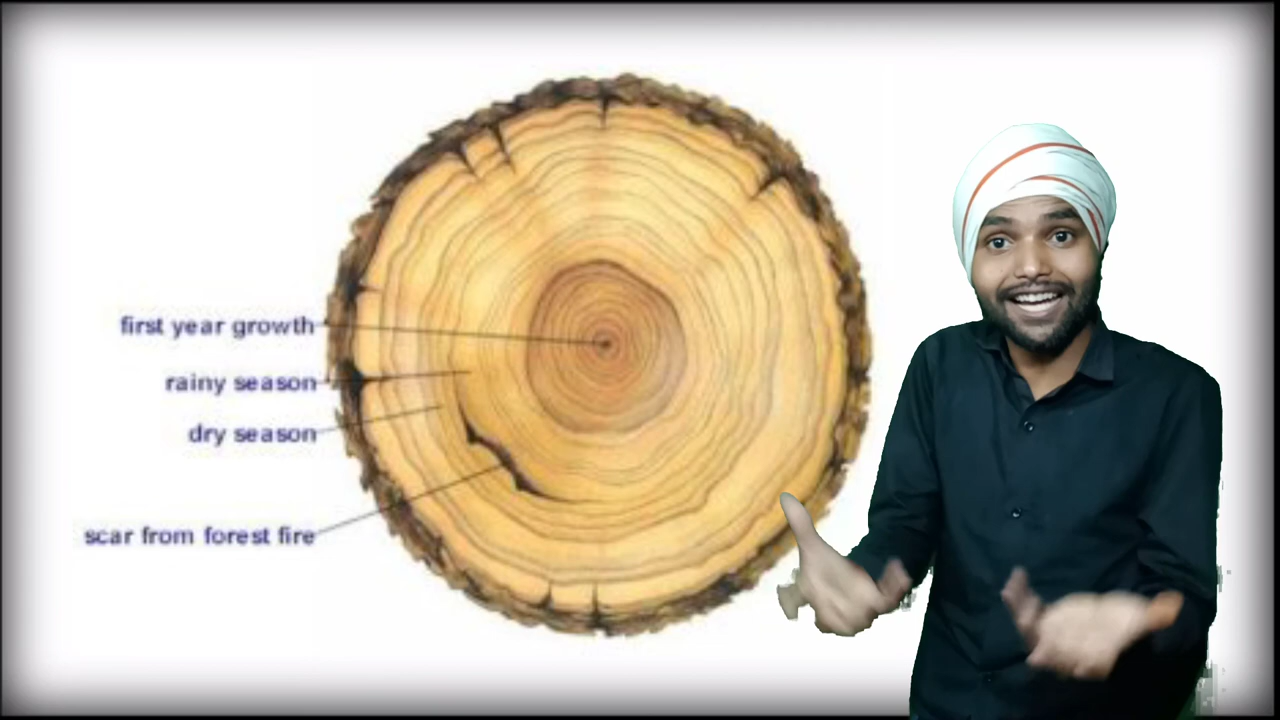 first year growth
rainy season
dry season
scar from forest fire